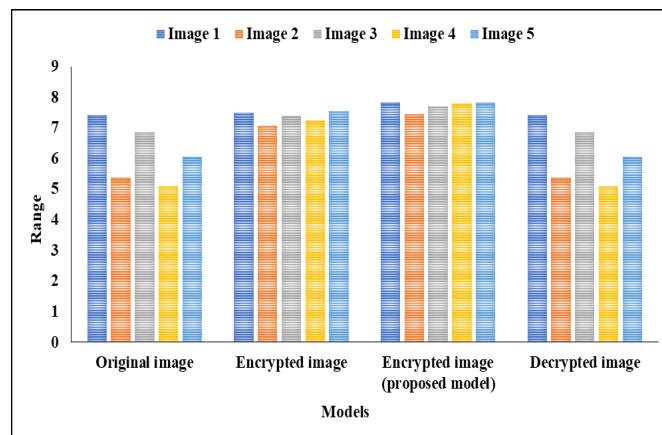 Image 1 Image 2 Image 3 Image 4 Image 5
9
8
7
6
5
4
3
2
1
0
Range
Original image Encrypted image Encrypted image Decrypted image
(proposed model)
Models